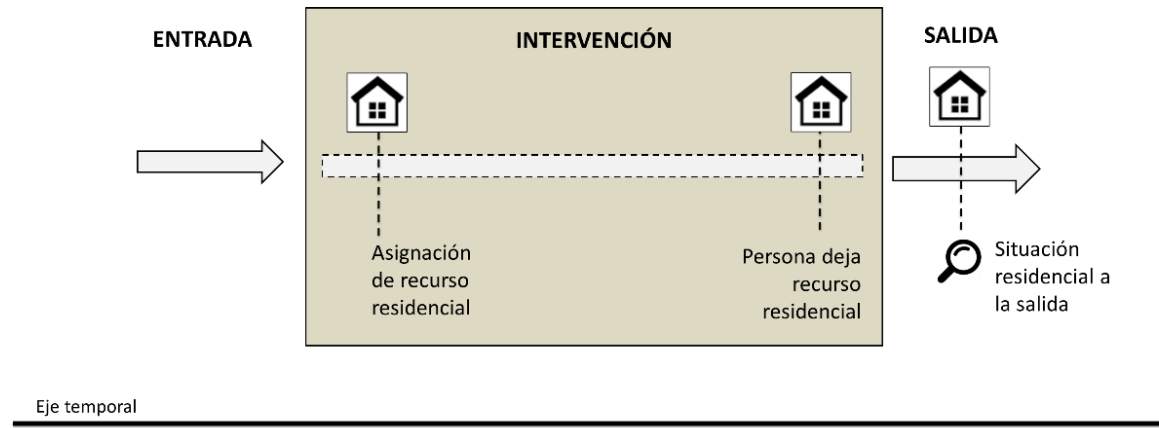 ENTRADA
INTERVENCIÓN
SALIDA
Asignación
de recurso
residencial
Persona deja
recurso
residencial
Situación
residencial a
la salida
Eje temporal